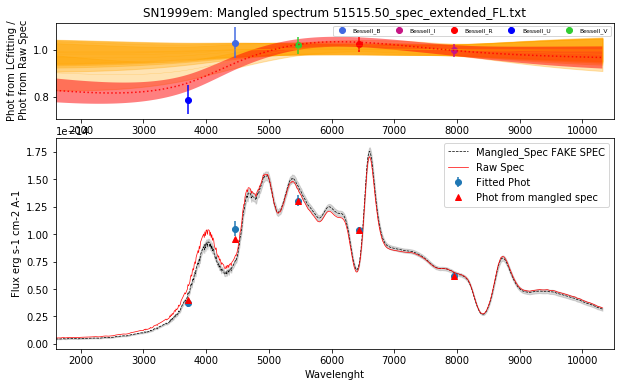 SN1999em: Mangled spectrum 51515.50_spec_extended_FL.txt
Phot from LCfitting /
Phot from Raw Spec
1.0
0.8
Bessell_B
Bessell_I
Bessell_R
Bessell_U
Bessell_V
2000 3000 4000 5000 6000 7000 8000 9000 10000
1e−14
Flux erg s-1 cm-2 A-1
1.75
1.50
1.25
1.00
0.75
0.50
0.25
0.00
Mangled_Spec FAKE SPEC
Raw Spec
Fitted Phot
Phot from mangled spec
2000 3000 4000 5000 6000 7000 8000 9000 10000
Wavelenght